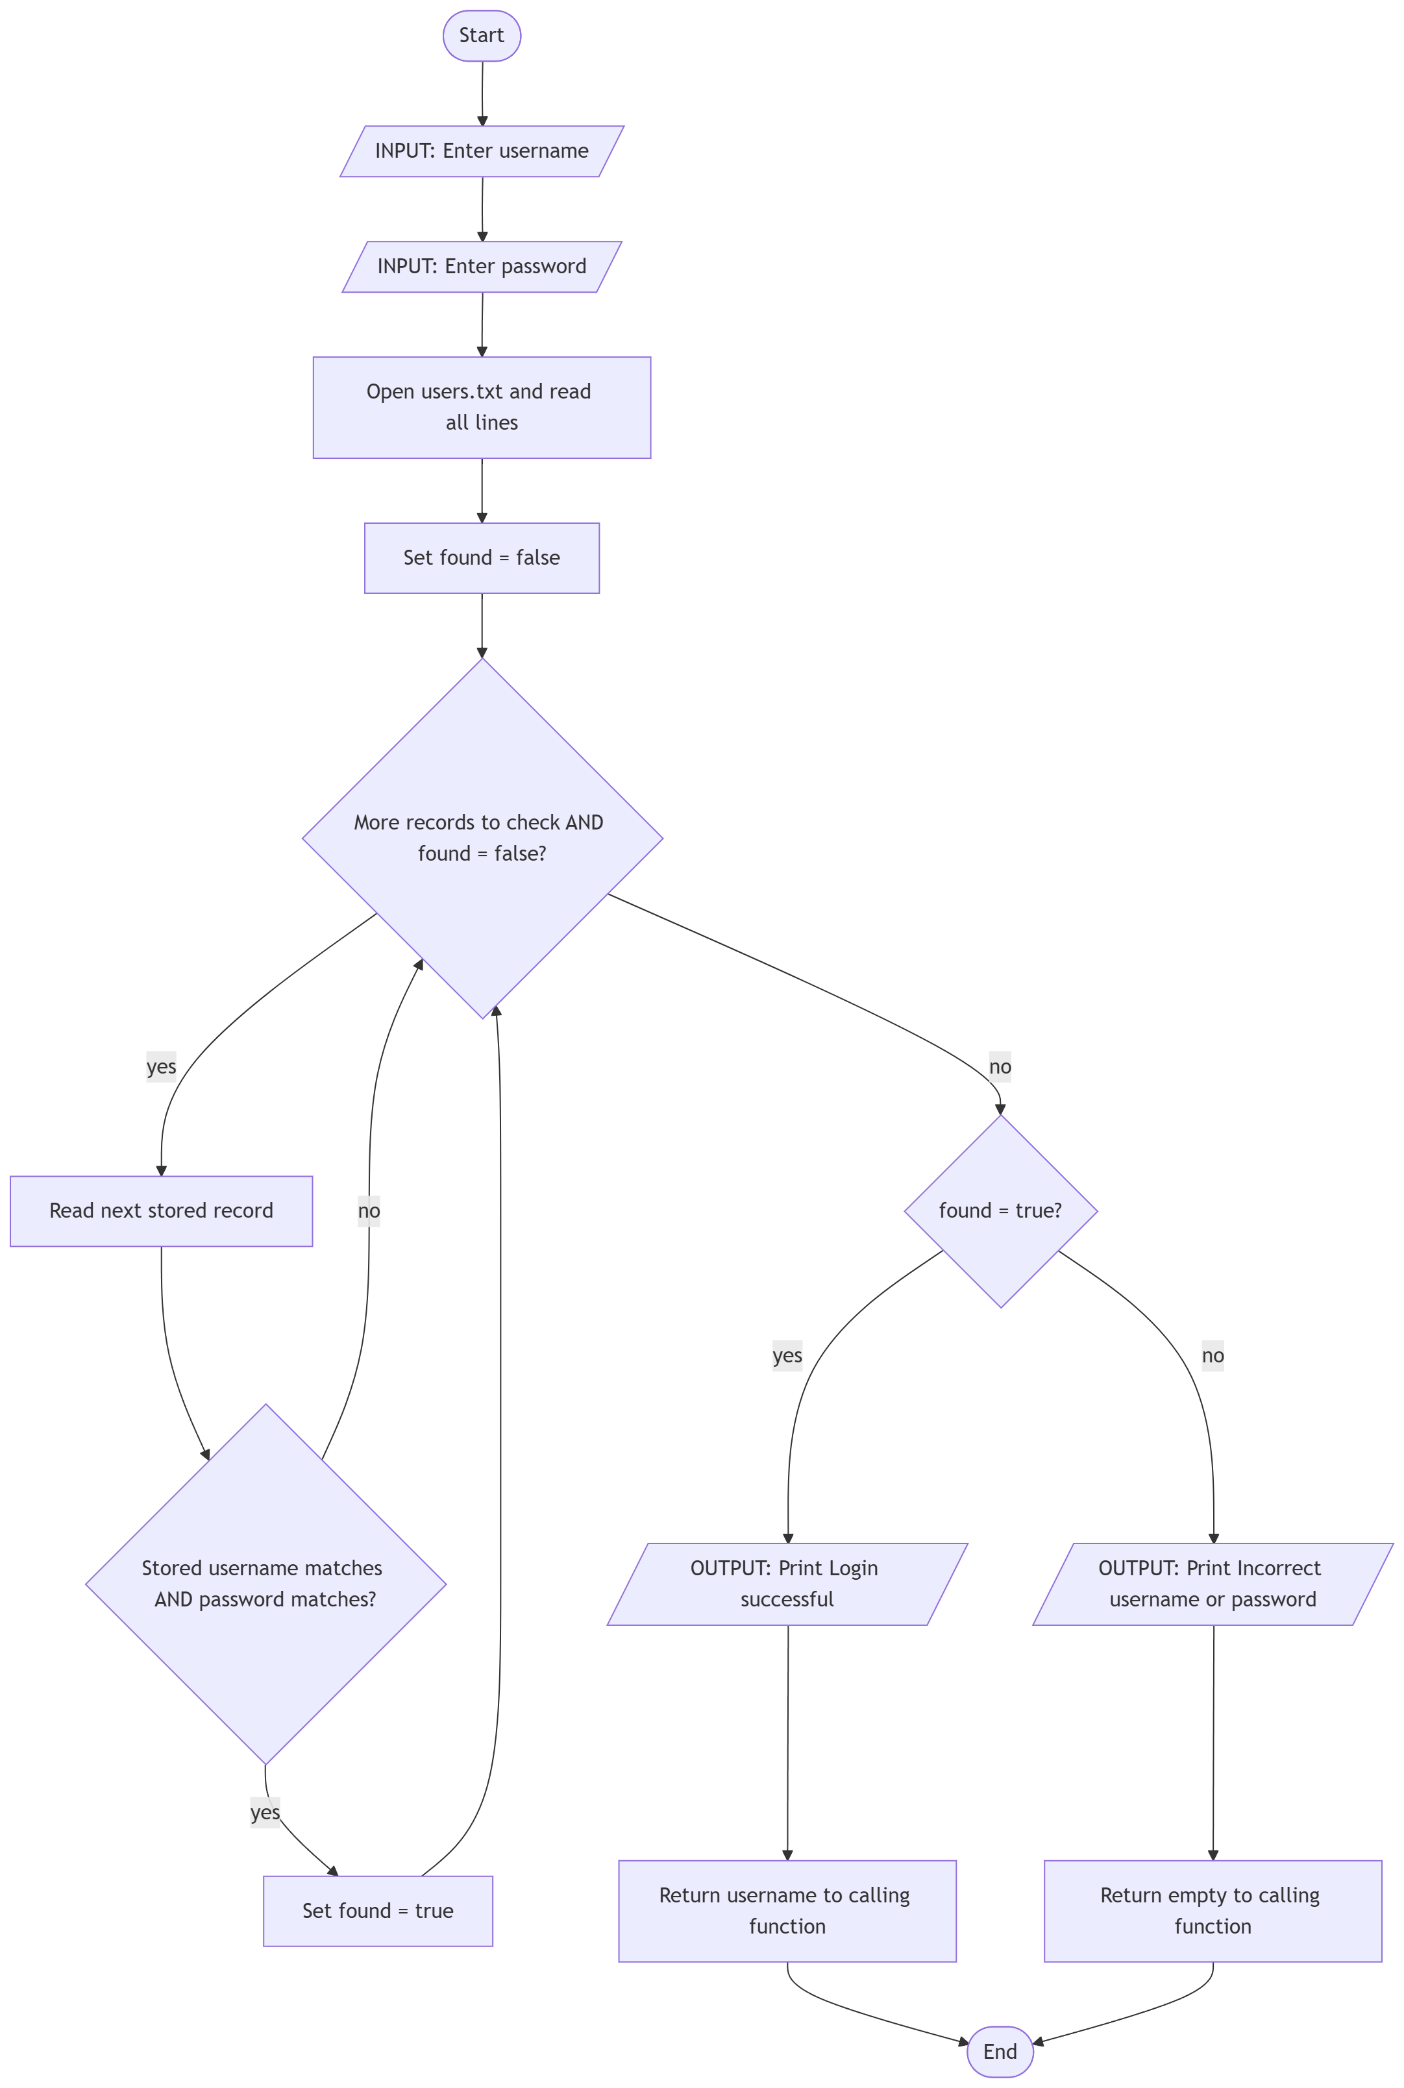 Start
INPUT: Enter username
INPUT: Enter password
Open users.txt and read
all lines
Set found = false
More records to check AND
found = false?
yes
no
Read next stored record
no
found = true?
yes
no
Stored username matches
AND password matches?
OUTPUT: Print Login
successful
OUTPUT: Print Incorrect
username or password
yes
Set found = true
Return username to calling
function
Return empty to calling
function
End